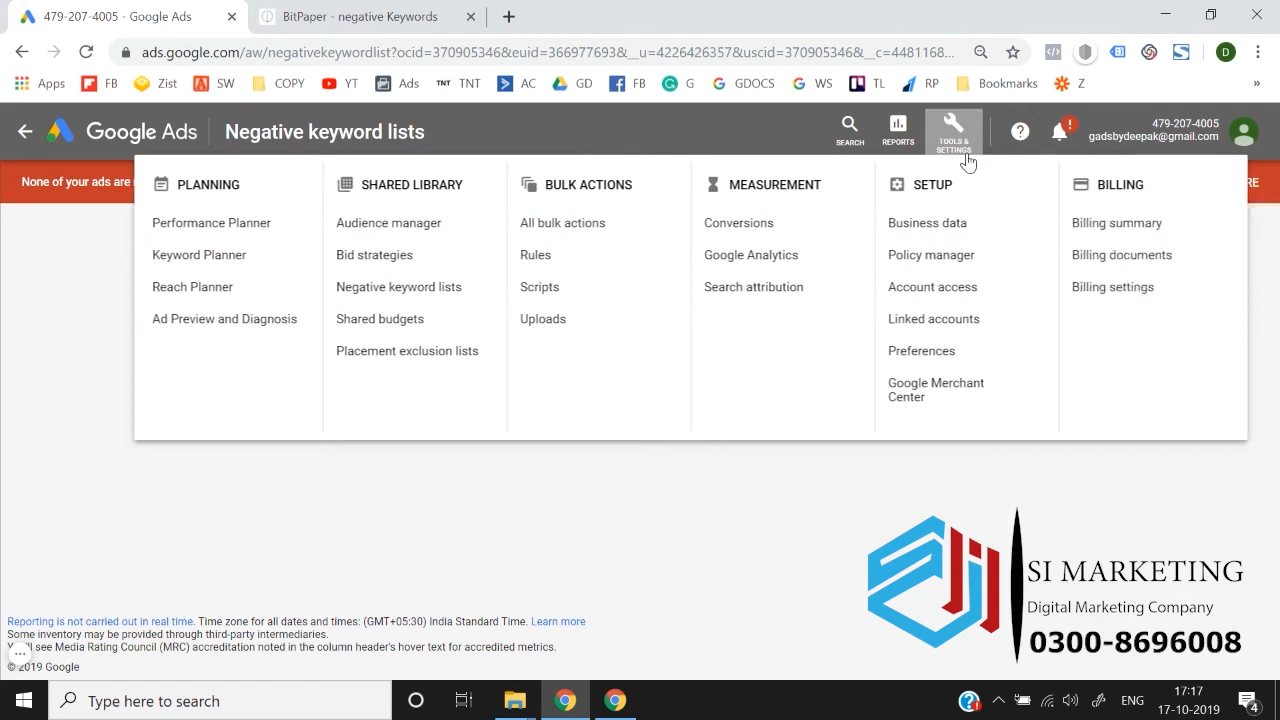 479-207-4005 - Google Ads
BitPaper - negative Keywords
ads.google.com/aw/negativekeywordlist?ocid=370905346&euid=366977693&__u=4226426357&uscid=370905346&__c=4481168...
D
Apps FB Zist SW COPY YT Ads TNT TNT AC GD FB G GDOCS WS TL RP Bookmarks Z »
Google Ads
Negative keyword lists
SEARCH
REPORTS
TOOLS & SETTINGS
479-207-4005
gadsbydeepak@gmail.com
None of your ads are
RE
PLANNING
Performance Planner
Keyword Planner
Reach Planner
Ad Preview and Diagnosis
SHARED LIBRARY
Audience manager
Bid strategies
Negative keyword lists
Shared budgets
Placement exclusion lists
BULK ACTIONS
All bulk actions
Rules
Scripts
Uploads
MEASUREMENT
Conversions
Google Analytics
Search attribution
SETUP
Business data
Policy manager
Account access
Linked accounts
Preferences
Google Merchant
Center
BILLING
Billing summary
Billing documents
Billing settings
SI MARKETING
Digital Marketing Company
0300-8696008
Reporting is not carried out in real time. Time zone for all dates and times: (GMT+05:30) India Standard Time. Learn more
Some inventory may be provided through third-party intermediaries.
You'll see Media Rating Council (MRC) accreditation noted in the column header's hover text for accredited metrics.
© 2019 Google
Type here to search
ENG
17:17
17-10-2019
4